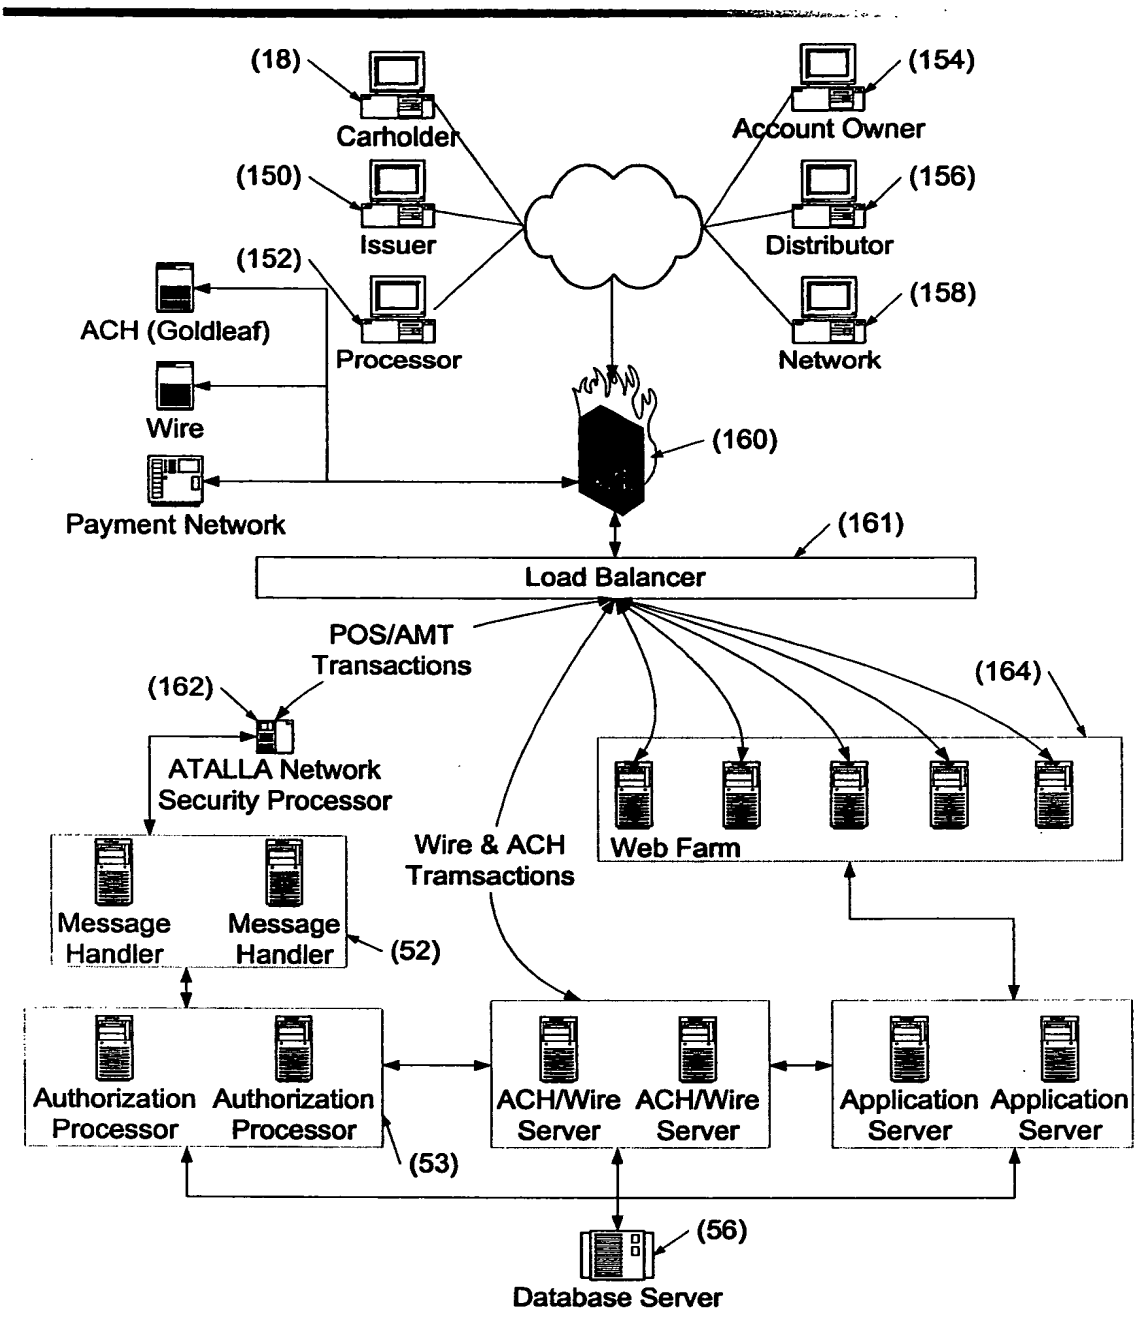 (18)
(154)
Carholder
Account Owner
(150)
(156)
Issuer
Distributor
(152)
(158)
ACH (Goldleaf)
Processor
Network
Wire
(160)
Payment Network
(161)
Load Balancer
POS/AMT
Transactions
(162)
(164)
ATALLA Network
Security Processor
Wire & ACH
Tramsactions
Web Farm
Message
Handler
Message
Handler
(52)
Authorization
Processor
Authorization
Processor
ACH/Wire
Server
ACH/Wire
Server
Application
Server
Application
Server
(53)
(56)
Database Server